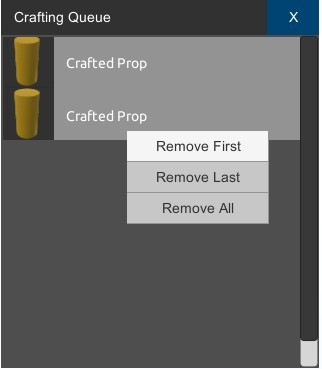 Crafting Queue X
Crafted Prop
Crafted Prop
Remove First
Remove Last
Remove All